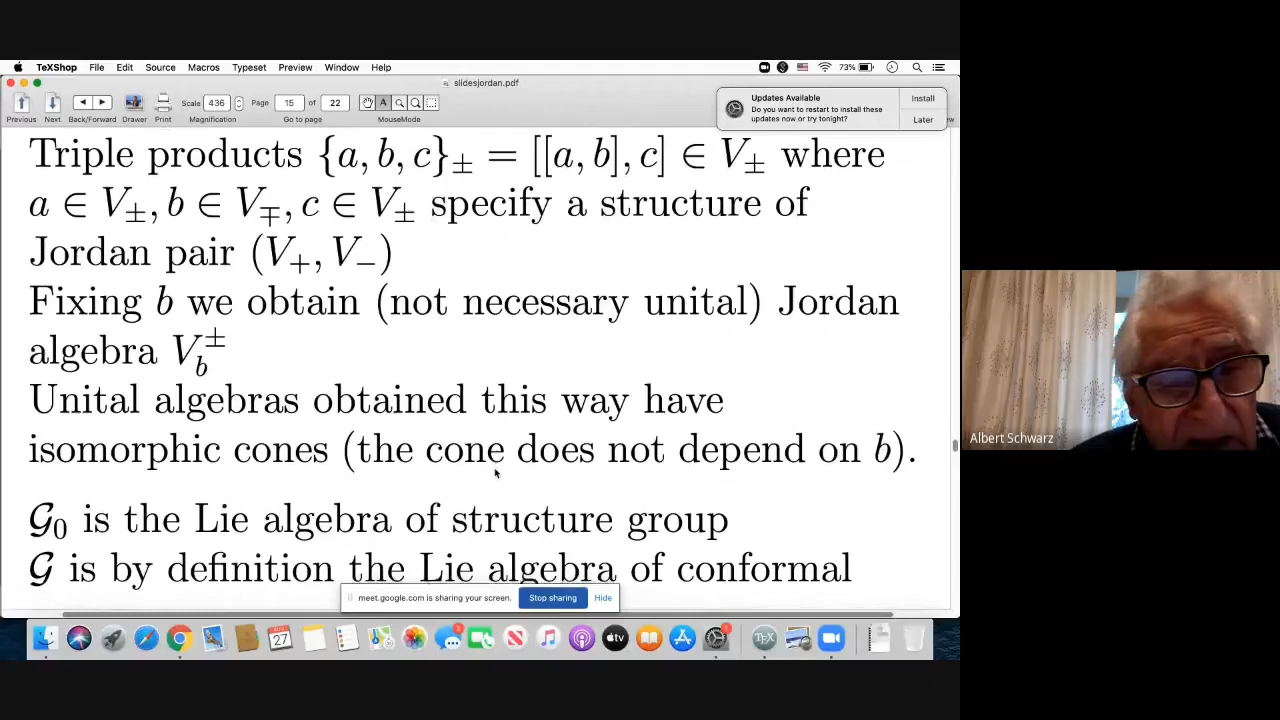 TeXShop File Edit Source Macros Typeset Preview Window Help 73%
slidesjordan.pdf
Scale 436 Page 15 of 22
Previous Next Back/Forward Drawer Print Magnification Go to page MouseMode
Updates Available
Do you want to restart to install these
updates now or try tonight?
Install
Later
Triple products {a, b, c}± = [[a, b], c] ∈ V± where
a ∈ V±, b ∈ V∓, c ∈ V± specify a structure of
Jordan pair (V+, V−)
Fixing b we obtain (not necessary unital) Jordan
algebra V_b^±
Unital algebras obtained this way have
isomorphic cones (the cone does not depend on b).
𝒢₀ is the Lie algebra of structure group
𝒢 is by definition the Lie algebra of conformal
meet.google.com is sharing your screen. Stop sharing Hide
Albert Schwarz
27
tv
TEX